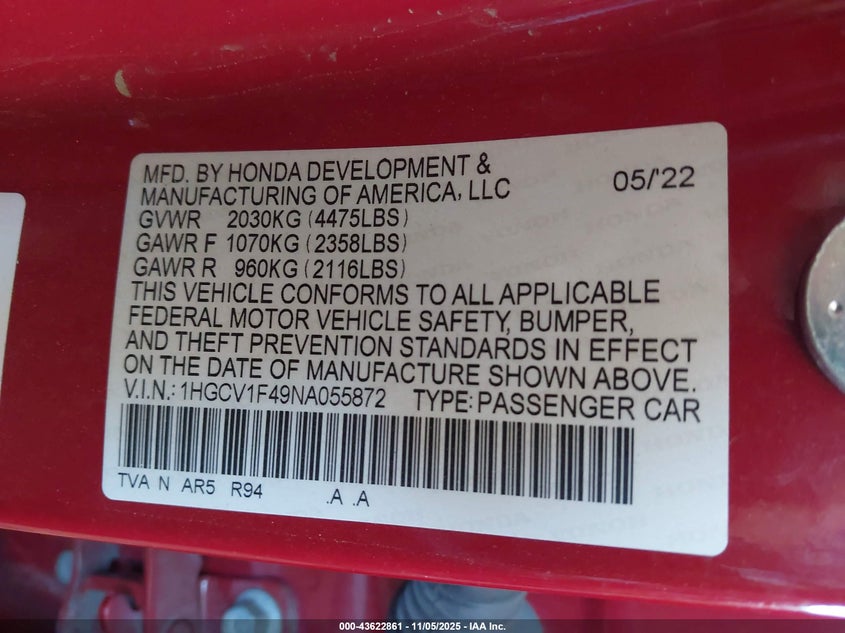 MFD. BY HONDA DEVELOPMENT &
MANUFACTURING OF AMERICA, LLC 05/'22
GVWR 2030KG (4475LBS)
GAWR F 1070KG (2358LBS)
GAWR R 960KG (2116LBS)
THIS VEHICLE CONFORMS TO ALL APPLICABLE
FEDERAL MOTOR VEHICLE SAFETY, BUMPER,
AND THEFT PREVENTION STANDARDS IN EFFECT
ON THE DATE OF MANUFACTURE SHOWN ABOVE.
V.I.N.: 1HGCV1F49NA055872 TYPE: PASSENGER CAR
TVA N AR5 R94 .A .A
000-43622861 - 11/05/2025 - IAA Inc.